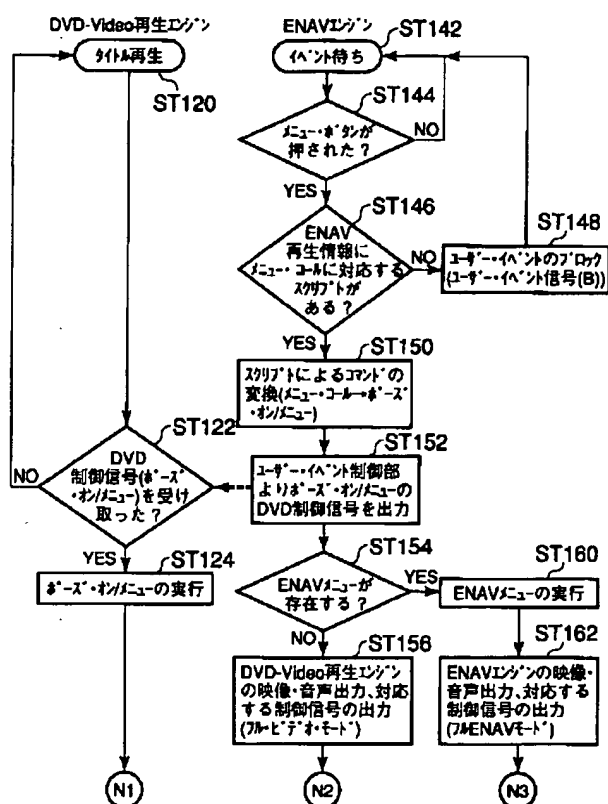 DVD-Video再生エンジン
タイトル再生
ST120
ENAVエンジン
イベント待ち
ST142
ST144
メニュー・ボタンが
押された?
NO
YES
ST146
ENAV
再生情報に
メニュー・コールに対応する
スクリプトが
ある?
NO
ST148
ユーザー・イベントのブロック
(ユーザー・イベント信号(B))
YES
ST150
スクリプトによるコマンドの
変換(メニュー・コール→ポーズ
・オン/メニュー)
ST122
DVD
制御信号(ポーズ
・オン/メニュー)を受け
取った?
NO
YES
ST152
ユーザー・イベント制御部
よりポーズ・オン/メニューの
DVD制御信号を出力
ST124
ポーズ・オン/メニューの実行
ST154
ENAVメニューが
存在する?
YES
NO
ST160
ENAVメニューの実行
ST156
DVD-Video再生エンジン
の映像・音声出力、対応
する制御信号の出力
(フル・ビデオ・モード)
ST162
ENAVエンジンの映像・
音声出力、対応する
制御信号の出力
(フルENAVモード)
N1
N2
N3